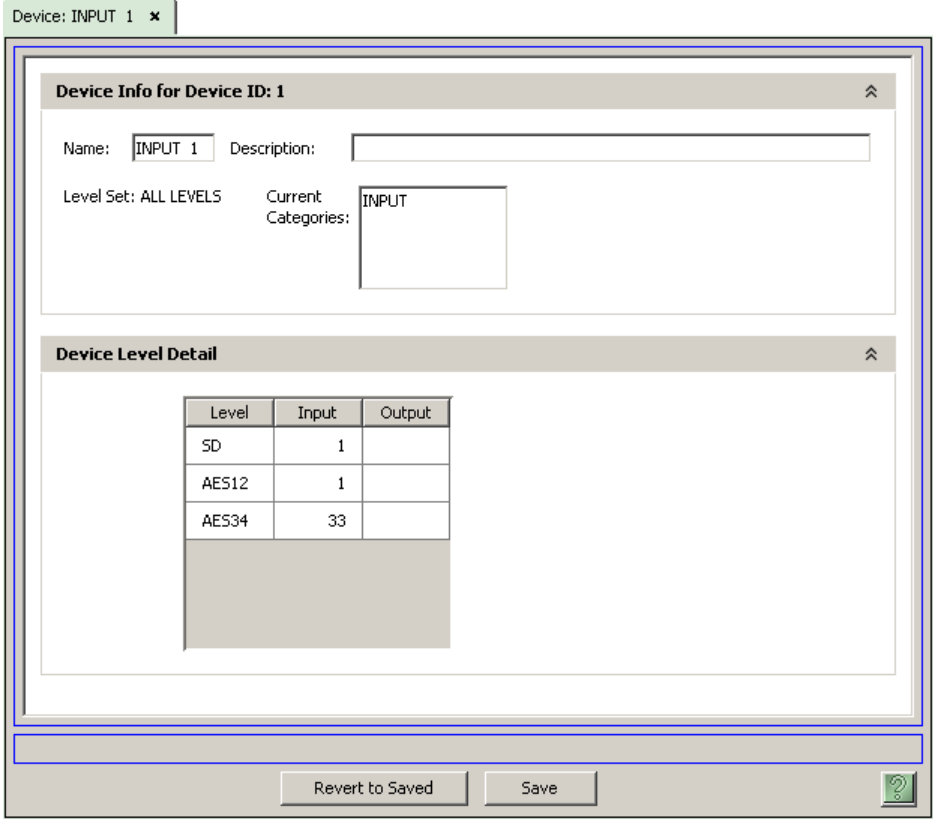 Device: INPUT 1 ×
Device Info for Device ID: 1
Name: INPUT 1 Description:
Level Set: ALL LEVELS Current Categories: INPUT
Device Level Detail
Level Input Output
SD 1
AES12 1
AES34 33
Revert to Saved Save ?